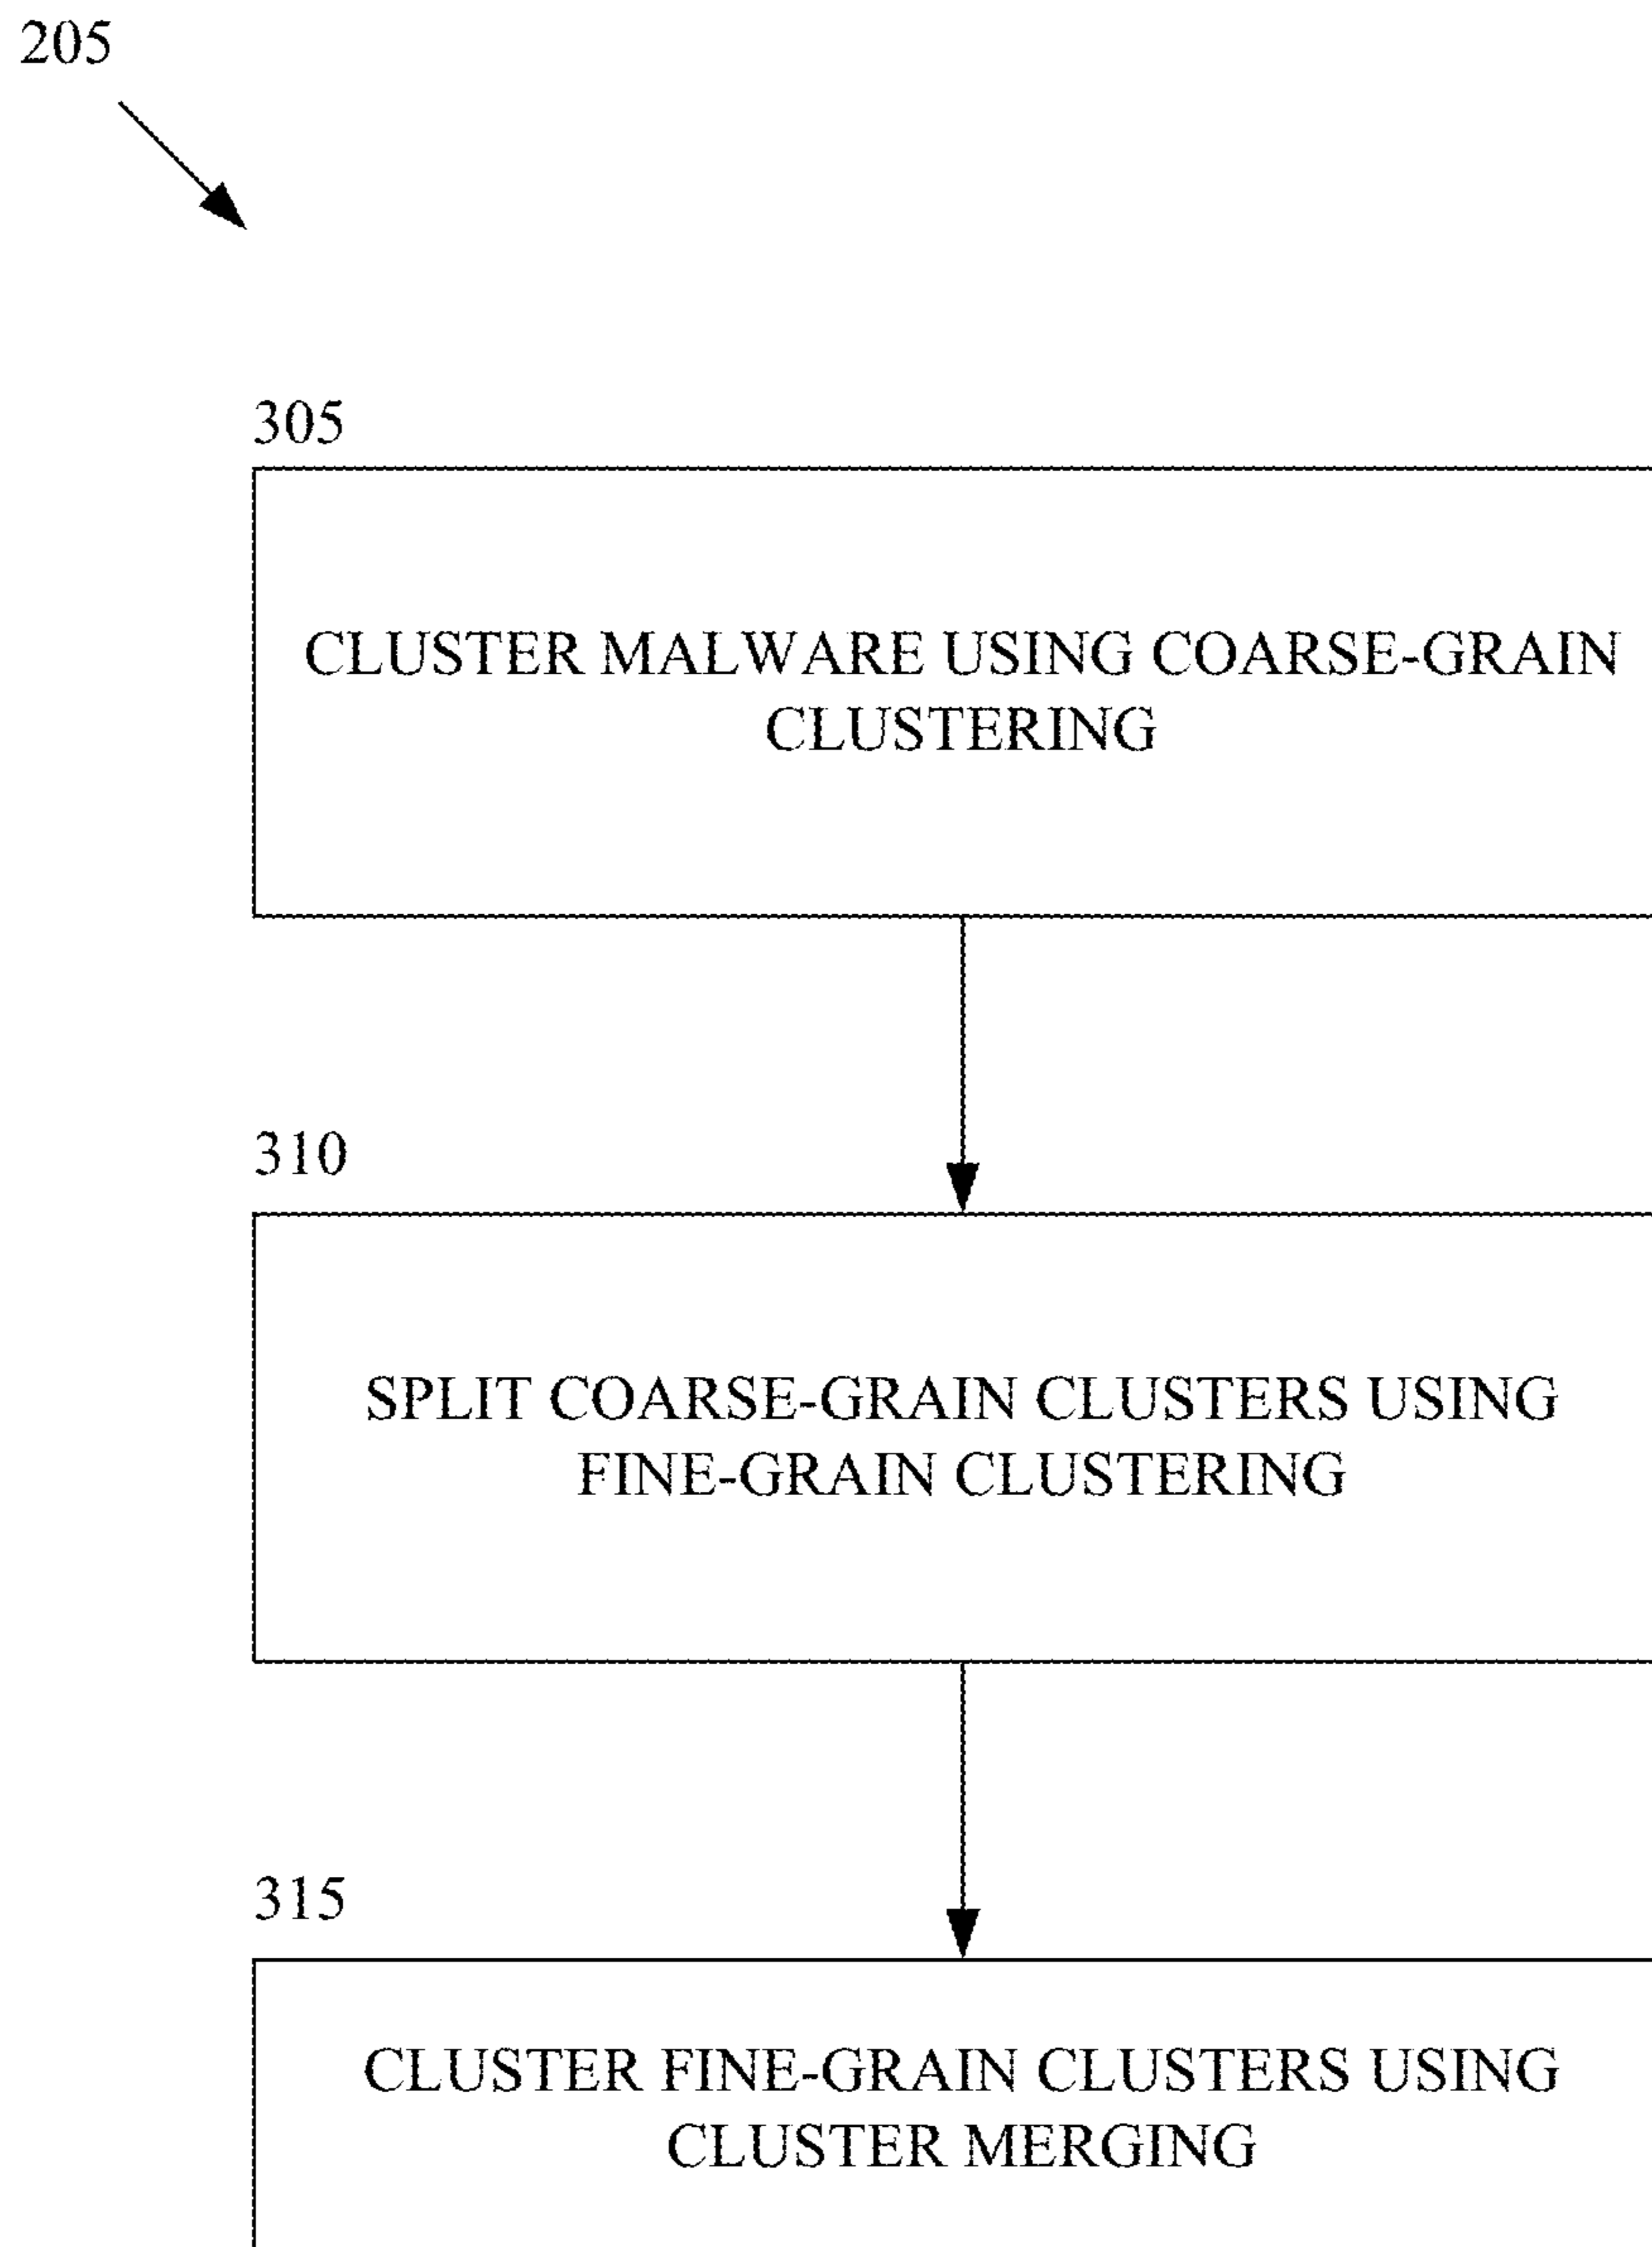 205
305
CLUSTER MALWARE USING COARSE-GRAIN
CLUSTERING
310
SPLIT COARSE-GRAIN CLUSTERS USING
FINE-GRAIN CLUSTERING
315
CLUSTER FINE-GRAIN CLUSTERS USING
CLUSTER MERGING